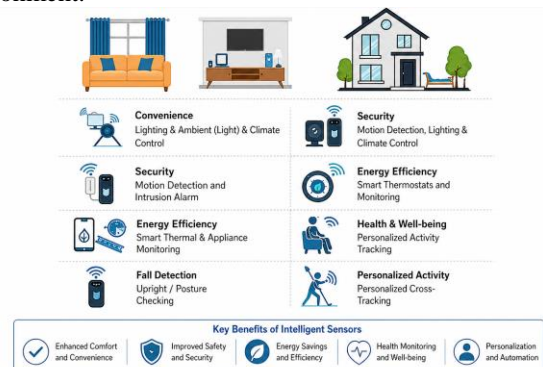 onment.
Convenience
Lighting & Ambient (Light) & Climate
Control
Security
Motion Detection, Lighting &
Climate Control
Security
Motion Detection and
Intrusion Alarm
Energy Efficiency
Smart Thermostats and
Monitoring
Energy Efficiency
Smart Thermal & Appliance
Monitoring
Health & Well-being
Personalized Activity
Tracking
Fall Detection
Upright / Posture
Checking
Personalized Activity
Personalized Cross-
Tracking
Key Benefits of Intelligent Sensors
Enhanced Comfort
and Convenience
Improved Safety
and Security
Energy Savings
and Efficiency
Health Monitoring
and Well-being
Personalization
and Automation